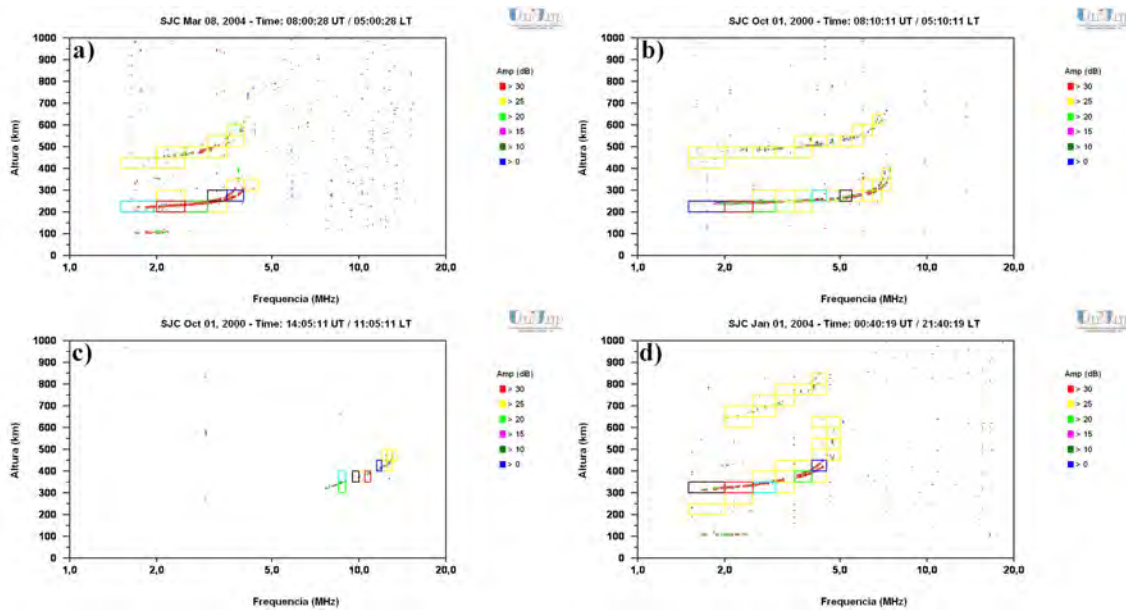 SJC Mar 08, 2004 - Time: 08:00:28 UT / 05:00:28 LT
a)
Altura (km)
1000
900
800
700
600
500
400
300
200
100
0
1,0 2,0 5,0 10,0 20,0
Frequencia (MHz)
Amp (dB)
> 30
> 25
> 20
> 15
> 10
> 0
SJC Oct 01, 2000 - Time: 08:10:11 UT / 05:10:11 LT
b)
Altura (km)
1000
900
800
700
600
500
400
300
200
100
0
1,0 2,0 5,0 10,0 20,0
Frequencia (MHz)
Amp (dB)
> 30
> 25
> 20
> 15
> 10
> 0
SJC Oct 01, 2000 - Time: 14:05:11 UT / 11:05:11 LT
c)
Altura (km)
1000
900
800
700
600
500
400
300
200
100
0
1,0 2,0 5,0 10,0 20,0
Frequencia (MHz)
Amp (dB)
> 30
> 25
> 20
> 15
> 10
> 0
SJC Jan 01, 2004 - Time: 00:40:19 UT / 21:40:19 LT
d)
Altura (km)
1000
900
800
700
600
500
400
300
200
100
0
1,0 2,0 5,0 10,0 20,0
Frequencia (MHz)
Amp (dB)
> 30
> 25
> 20
> 15
> 10
> 0